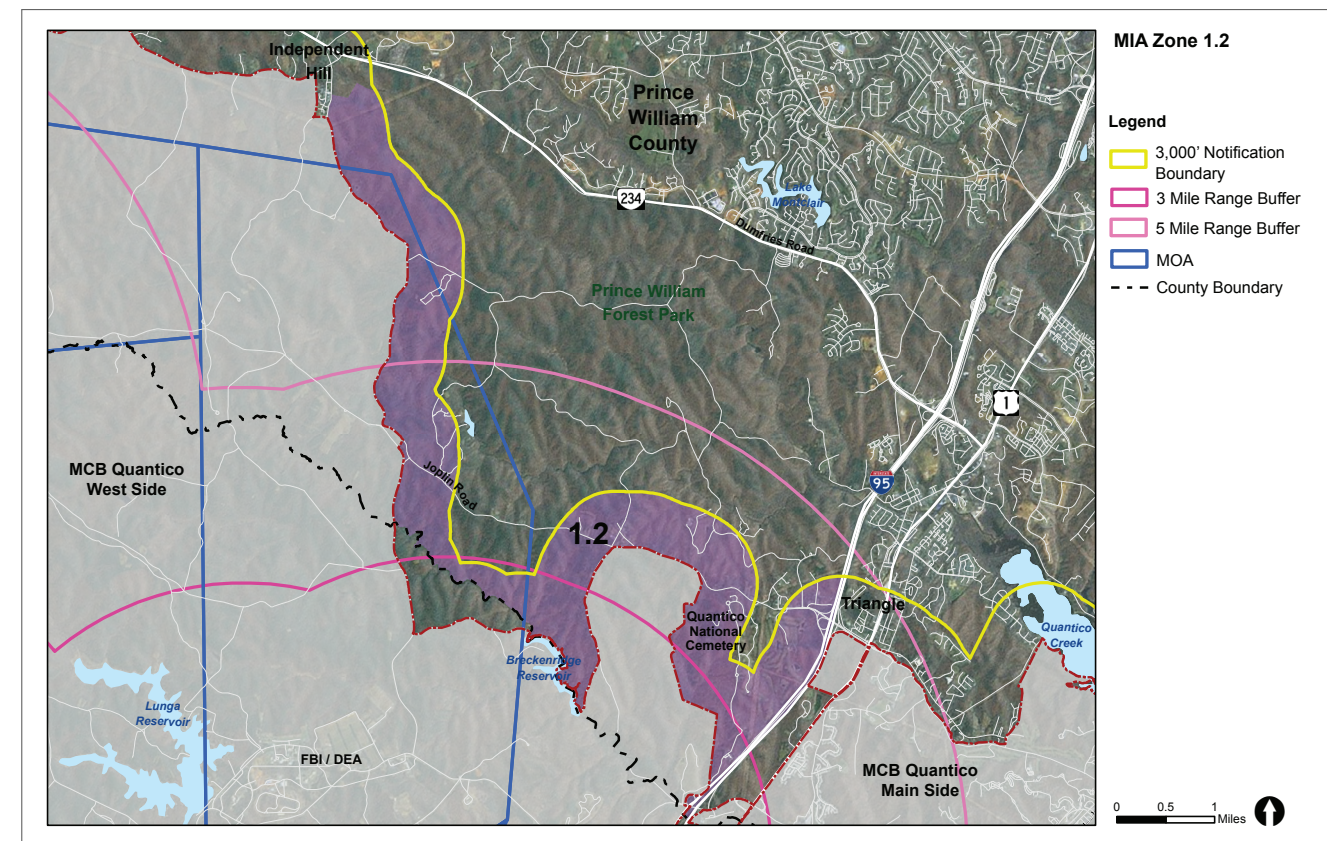 MIA Zone 1.2
Legend
3,000' Notification
Boundary
3 Mile Range Buffer
5 Mile Range Buffer
MOA
County Boundary
Independent
Hill
Prince
William
County
234
Lake
Montclair
Dumfries Road
Prince William
Forest Park
1
INTERSTATE
95
MCB Quantico
West Side
Joplin Road
1.2
Triangle
Quantico
National
Cemetery
Quantico
Creek
Breckenridge
Reservoir
Lunga
Reservoir
FBI / DEA
MCB Quantico
Main Side
0 0.5 1
Miles